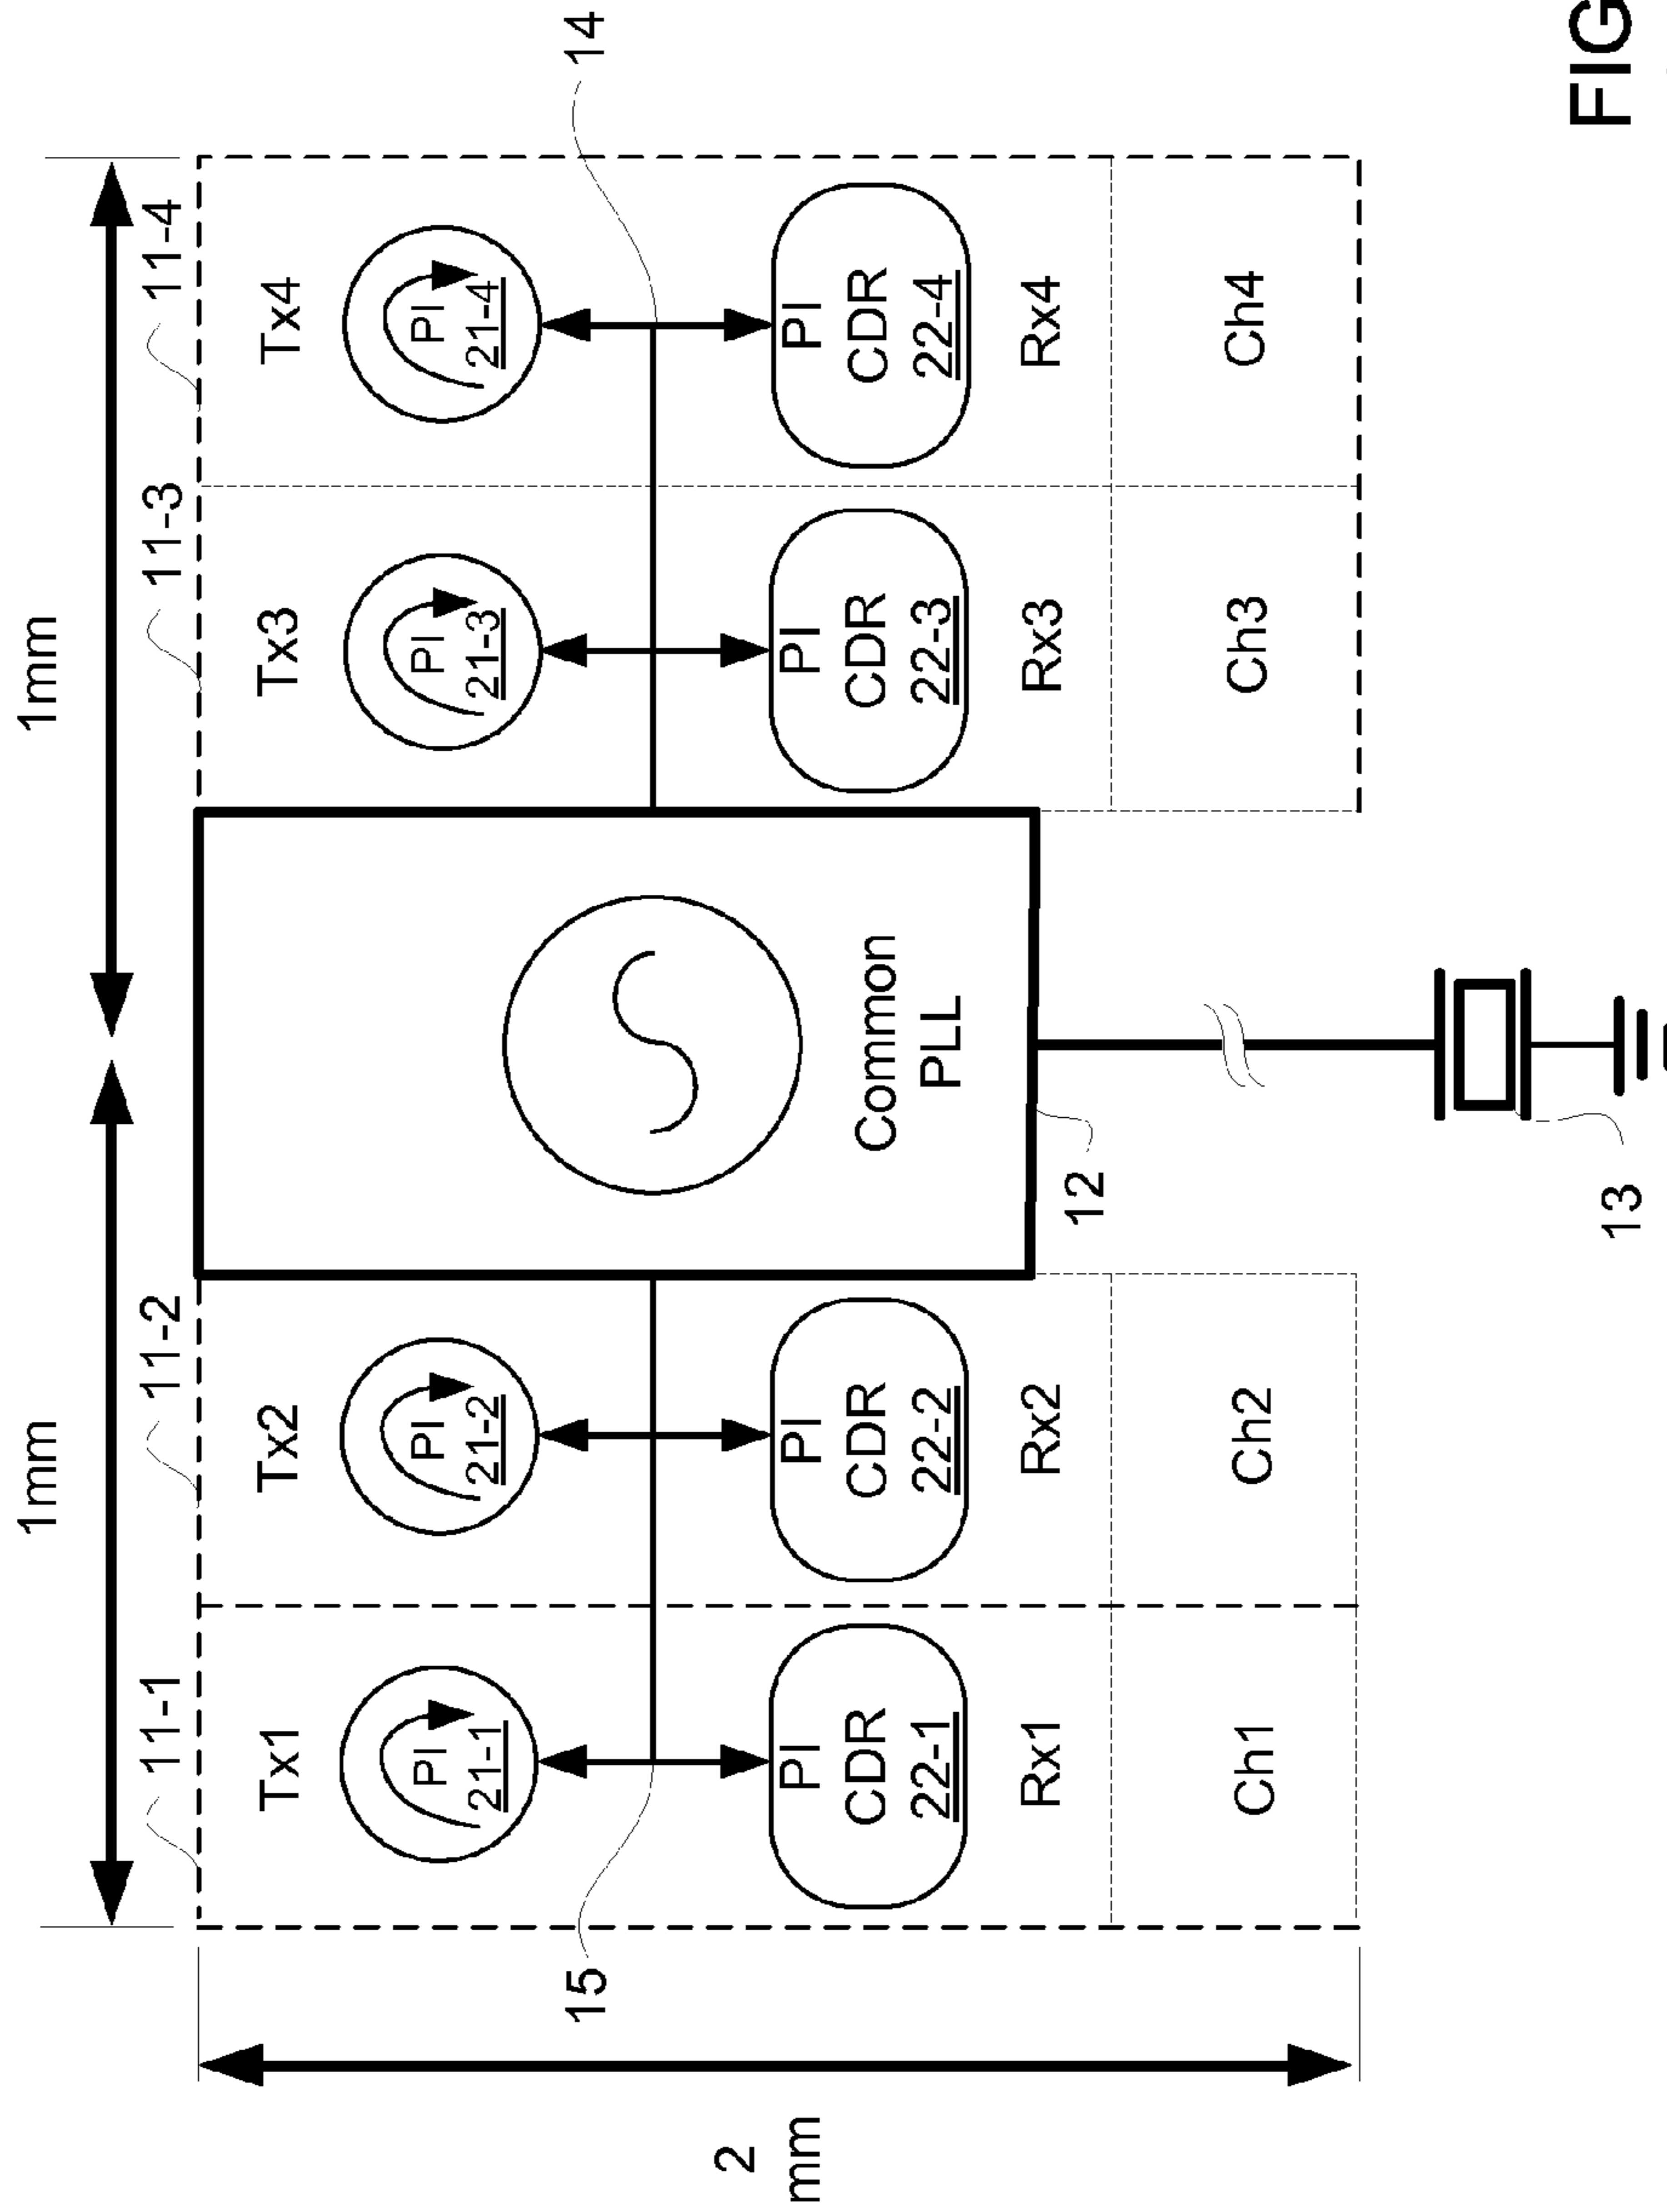 1mm 1mm
11-1 11-2 11-3 11-4
Tx1 Tx2 Tx3 Tx4
PI PI PI PI
21-1 21-2 21-3 21-4
15 14
2
mm
PI PI PI PI
CDR CDR Common CDR CDR
22-1 22-2 PLL 22-3 22-4
Rx1 Rx2 Rx3 Rx4
12
Ch1 Ch2 Ch3 Ch4
13
FIG